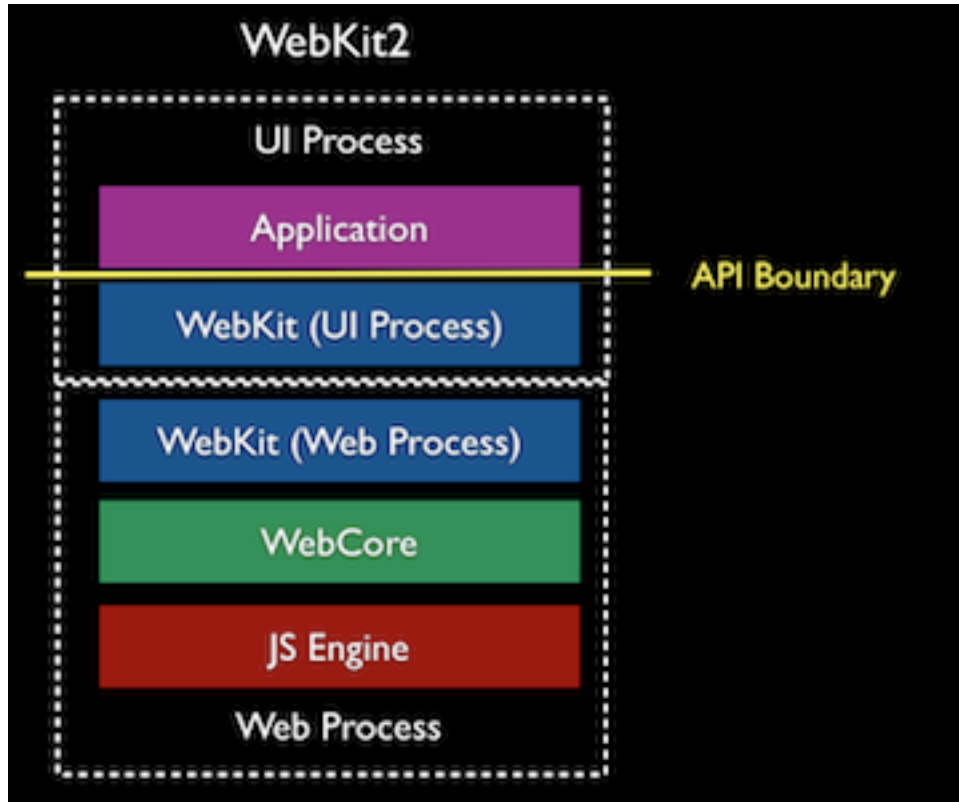 WebKit2
UI Process
Application
API Boundary
WebKit (UI Process)
WebKit (Web Process)
WebCore
JS Engine
Web Process